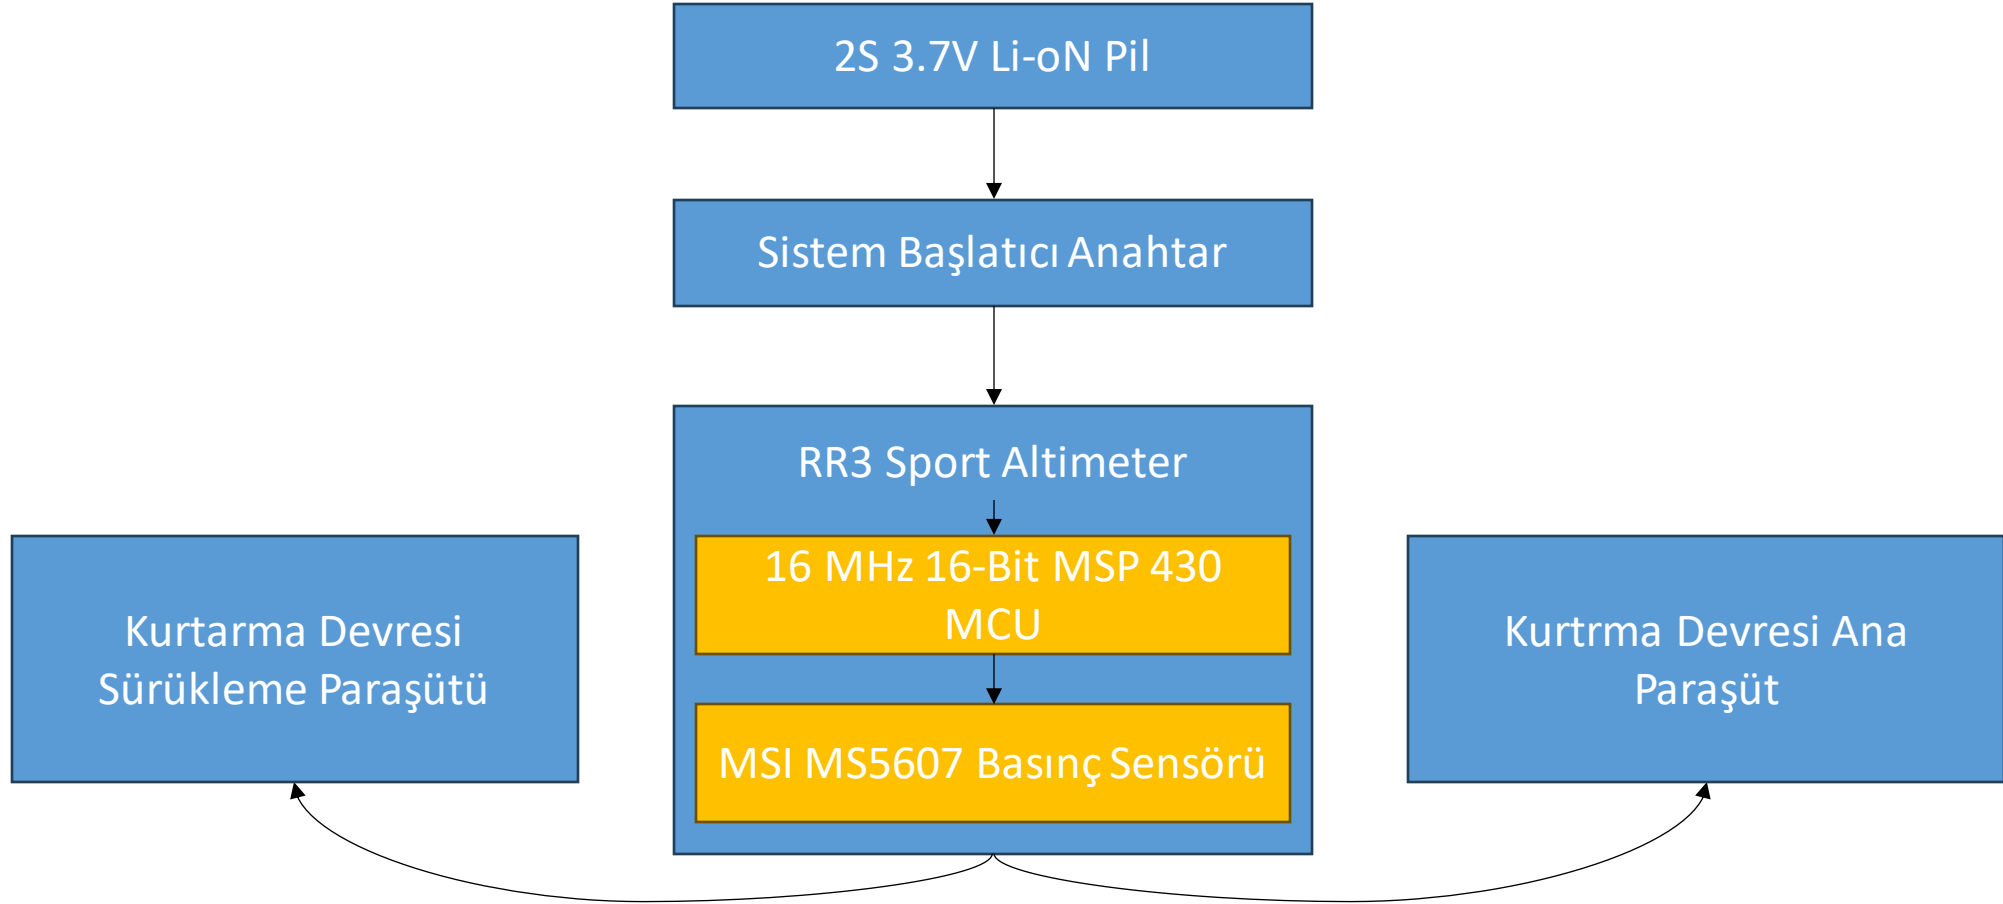 2S 3.7V Li-oN Pil
Sistem Başlatıcı Anahtar
RR3 Sport Altimeter
16 MHz 16-Bit MSP 430
MCU
MSI MS5607 Basınç Sensörü
Kurtarma Devresi
Sürükleme Paraşütü
Kurtrma Devresi Ana
Paraşüt